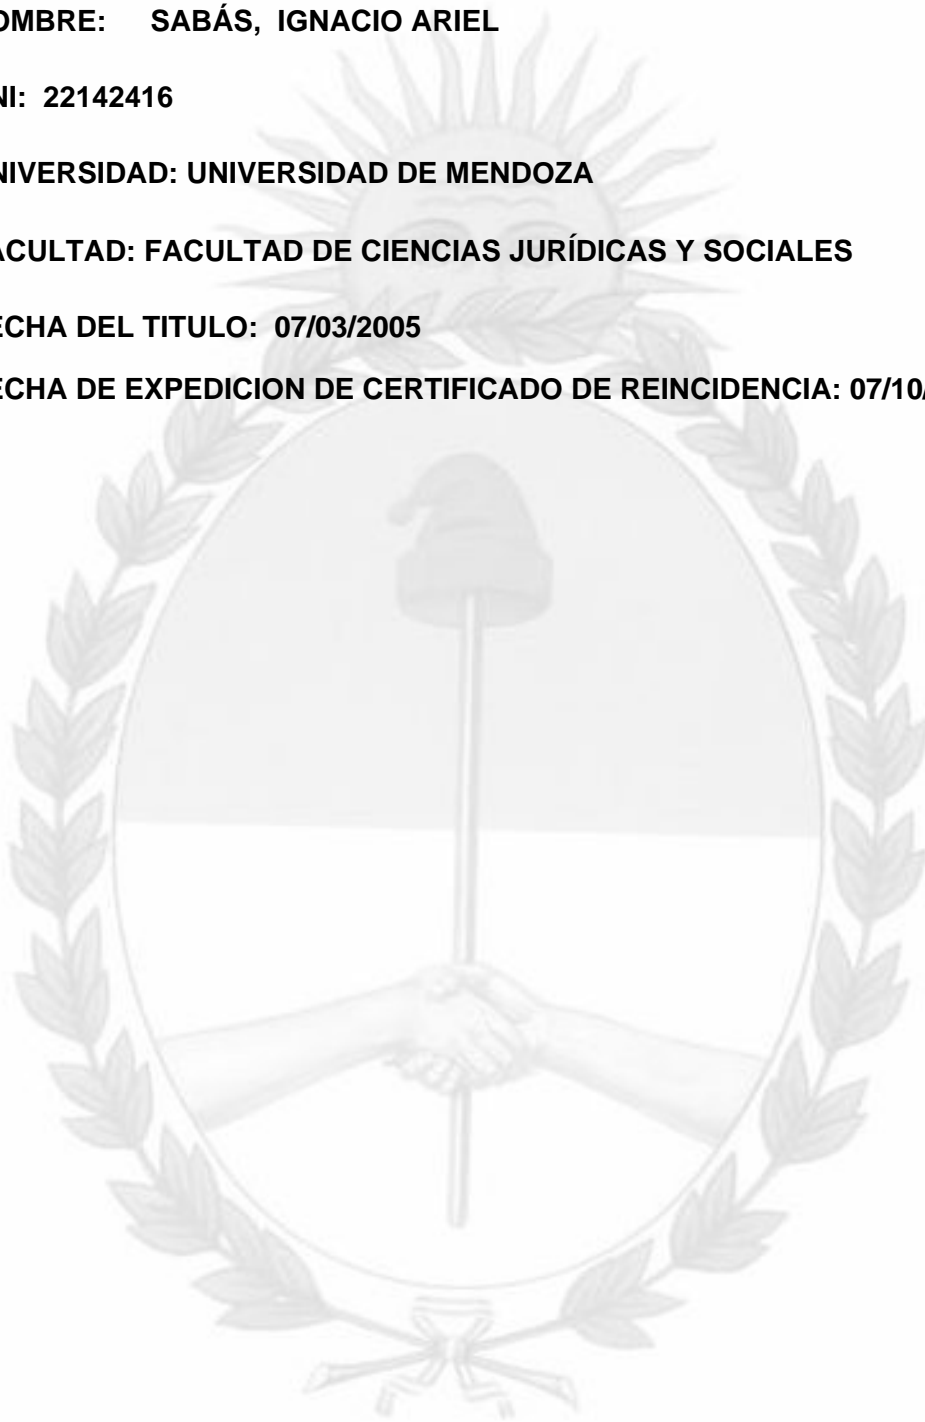 OMBRE: SABÁS, IGNACIO ARIEL
NI: 22142416
NIVERSIDAD: UNIVERSIDAD DE MENDOZA
ACULTAD: FACULTAD DE CIENCIAS JURÍDICAS Y SOCIALES
ECHA DEL TITULO: 07/03/2005
ECHA DE EXPEDICION DE CERTIFICADO DE REINCIDENCIA: 07/10/